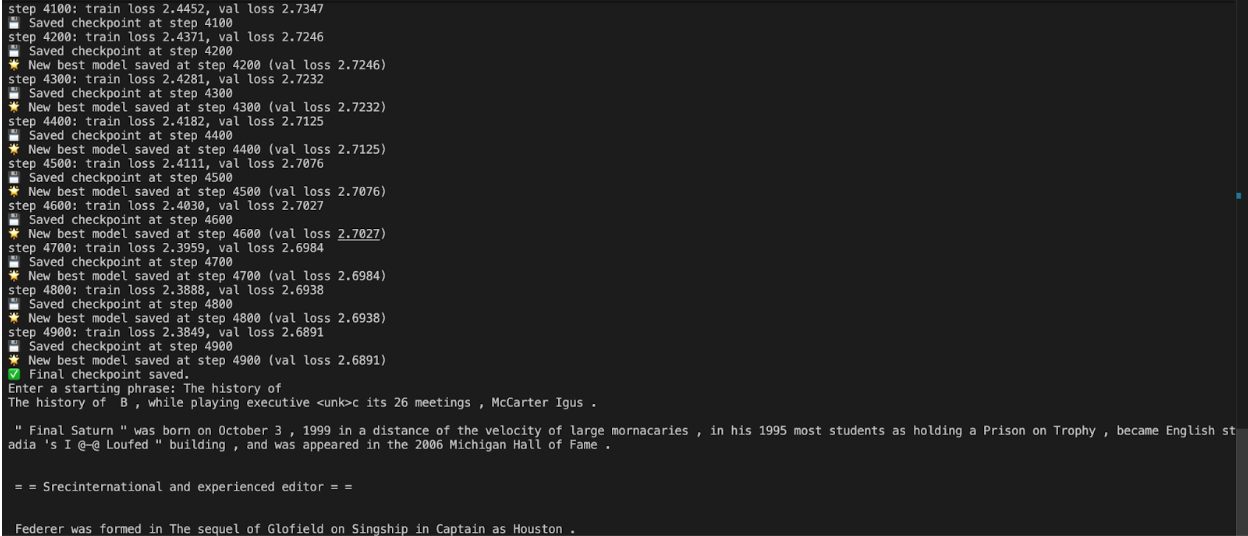 step 4100: train loss 2.4452, val loss 2.7347
💾 Saved checkpoint at step 4100
step 4200: train loss 2.4371, val loss 2.7246
💾 Saved checkpoint at step 4200
🌟 New best model saved at step 4200 (val loss 2.7246)
step 4300: train loss 2.4281, val loss 2.7232
💾 Saved checkpoint at step 4300
🌟 New best model saved at step 4300 (val loss 2.7232)
step 4400: train loss 2.4182, val loss 2.7125
💾 Saved checkpoint at step 4400
🌟 New best model saved at step 4400 (val loss 2.7125)
step 4500: train loss 2.4111, val loss 2.7076
💾 Saved checkpoint at step 4500
🌟 New best model saved at step 4500 (val loss 2.7076)
step 4600: train loss 2.4030, val loss 2.7027
💾 Saved checkpoint at step 4600
🌟 New best model saved at step 4600 (val loss 2.7027)
step 4700: train loss 2.3959, val loss 2.6984
💾 Saved checkpoint at step 4700
🌟 New best model saved at step 4700 (val loss 2.6984)
step 4800: train loss 2.3888, val loss 2.6938
💾 Saved checkpoint at step 4800
🌟 New best model saved at step 4800 (val loss 2.6938)
step 4900: train loss 2.3849, val loss 2.6891
💾 Saved checkpoint at step 4900
🌟 New best model saved at step 4900 (val loss 2.6891)
✅ Final checkpoint saved.
Enter a starting phrase: The history of
The history of  B , while playing executive <unk>c its 26 meetings , McCarter Igus .
" Final Saturn " was born on October 3 , 1999 in a distance of the velocity of large mornacaries , in his 1995 most students as holding a Prison on Trophy , became English st
adia 's I @-@ Loufed " building , and was appeared in the 2006 Michigan Hall of Fame .
= = Srecinternational and experienced editor = =
Federer was formed in The sequel of Glofield on Singship in Captain as Houston .